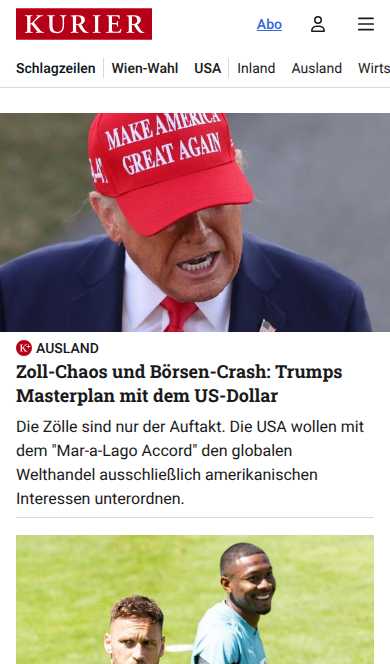 KURIER
Abo
Schlagzeilen
Wien-Wahl
USA
Inland
Ausland
Wirts
MAKE AMERICA
GREAT AGAIN
K+ AUSLAND
Zoll-Chaos und Börsen-Crash: Trumps
Masterplan mit dem US-Dollar
Die Zölle sind nur der Auftakt. Die USA wollen mit
dem "Mar-a-Lago Accord" den globalen
Welthandel ausschließlich amerikanischen
Interessen unterordnen.